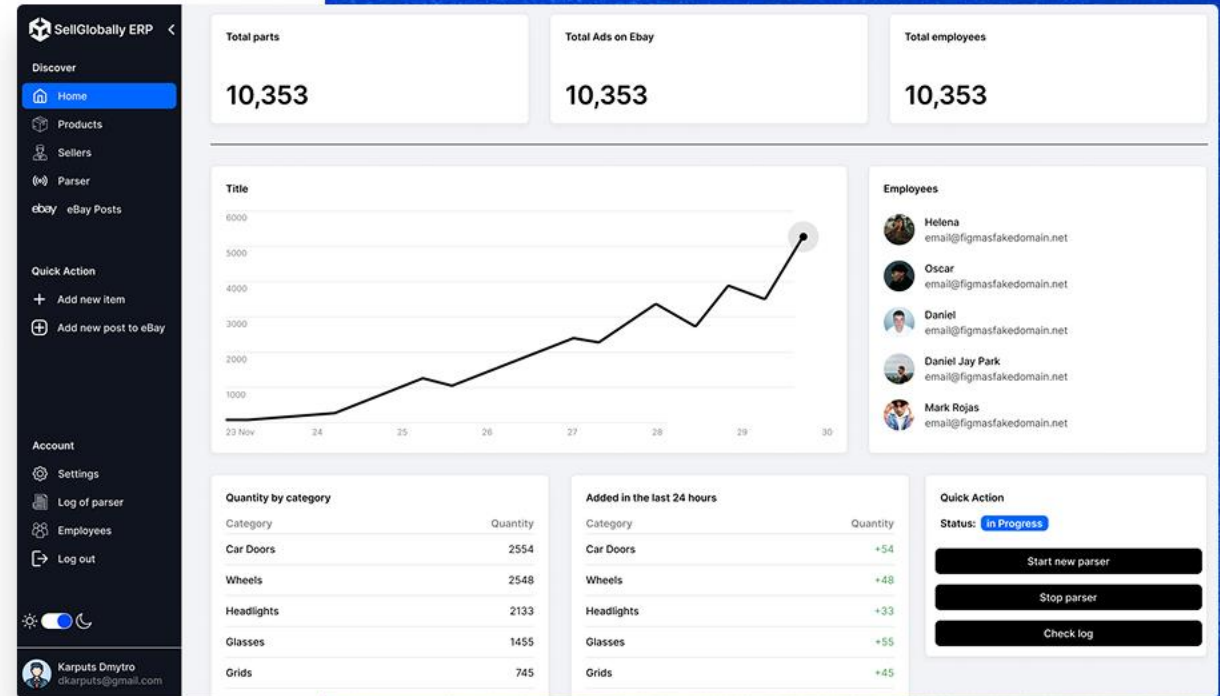 SellGlobally ERP
Discover
Home
Products
Sellers
Parser
ebay eBay Posts
Quick Action
Add new item
Add new post to eBay
Account
Settings
Log of parser
Employees
Log out
Karputs Dmytro
dkarputs@gmail.com
Total parts
10,353
Total Ads on Ebay
10,353
Total employees
10,353
Title
6000
5000
4000
3000
2000
1000
23 Nov 24 25 26 27 28 29 30
Employees
Helena
email@figmasfakedomain.net
Oscar
email@figmasfakedomain.net
Daniel
email@figmasfakedomain.net
Daniel Jay Park
email@figmasfakedomain.net
Mark Rojas
email@figmasfakedomain.net
Quantity by category
Category Quantity
Car Doors 2554
Wheels 2548
Headlights 2133
Glasses 1455
Grids 745
Added in the last 24 hours
Category Quantity
Car Doors +54
Wheels +48
Headlights +33
Glasses +55
Grids +45
Quick Action
Status: in Progress
Start new parser
Stop parser
Check log